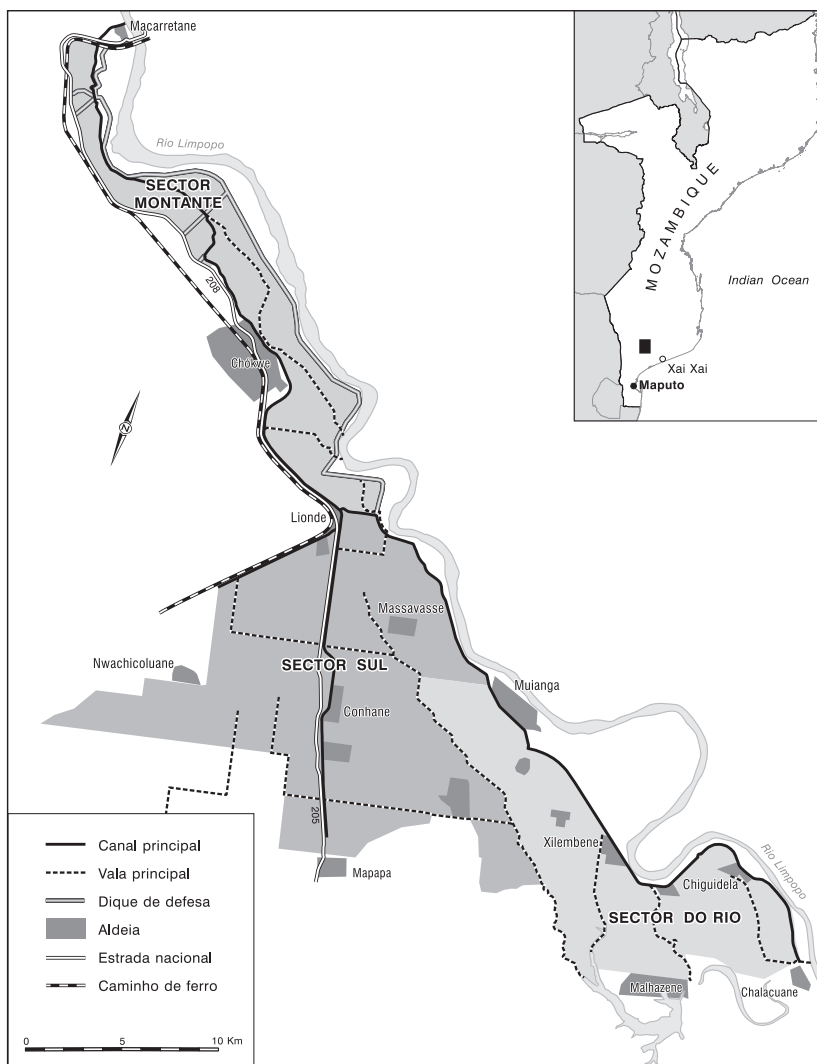 Macarretane
Rio Limpopo
SECTOR
MONTANTE
208
Chókwe
N
Lionde
Massavasse
Nwachicoluane
SECTOR SUL
Muianga
Conhane
205
Xilembene
Mapapa
Chiguidela
Rio Limpopo
SECTOR DO RIO
Malhazene
Chalacuane
MOZAMBIQUE
Indian Ocean
Xai Xai
Maputo
Canal principal
Vala principal
Dique de defesa
Aldeia
Estrada nacional
Caminho de ferro
0 5 10 Km